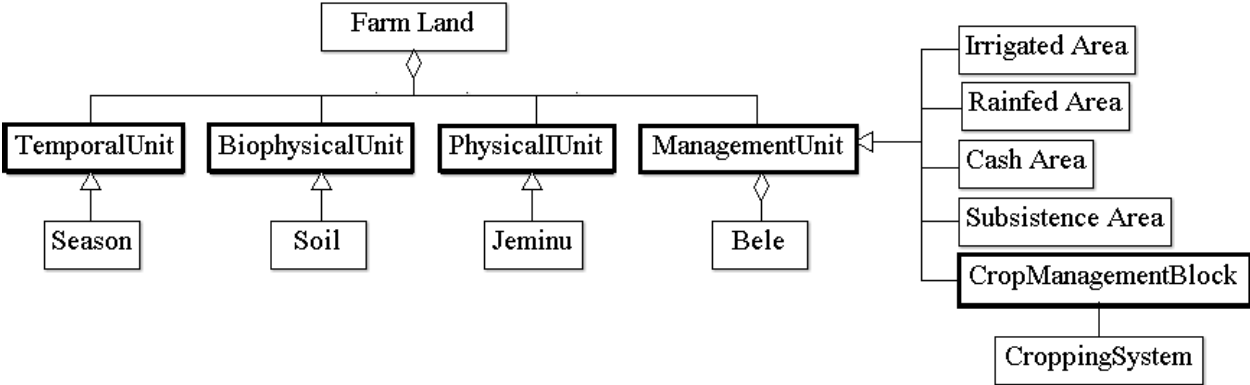 Farm Land
Irrigated Area
Rainfed Area
TemporalUnit
BiophysicalUnit
PhysicalIUnit
ManagementUnit
Cash Area
Subsistence Area
Season
Soil
Jeminu
Bele
CropManagementBlock
CroppingSystem